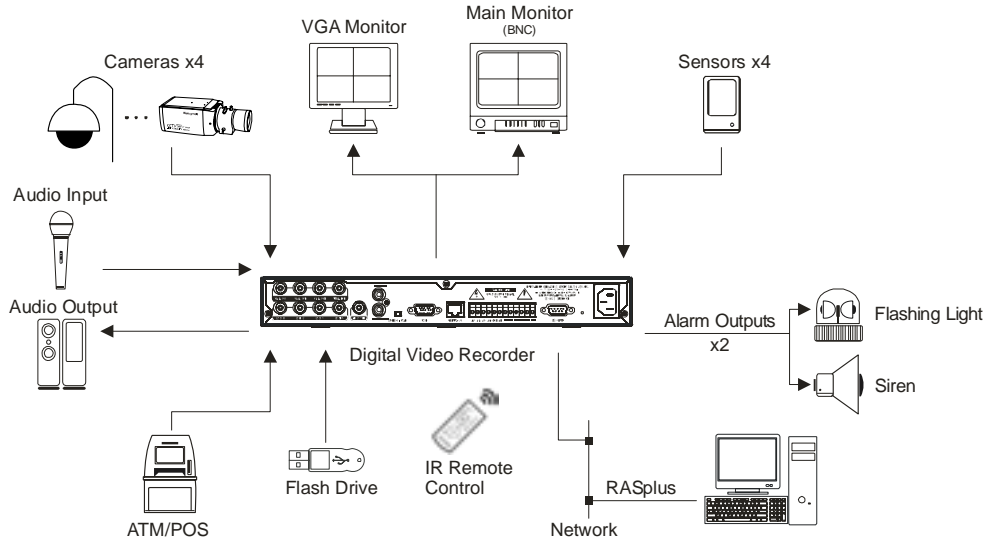 Main Monitor
(BNC)
VGA Monitor
Cameras x4
Sensors x4
Audio Input
Audio Output
Digital Video Recorder
Alarm Outputs
x2
Flashing Light
Siren
IR Remote
Control
Flash Drive
RASplus
ATM/POS
Network